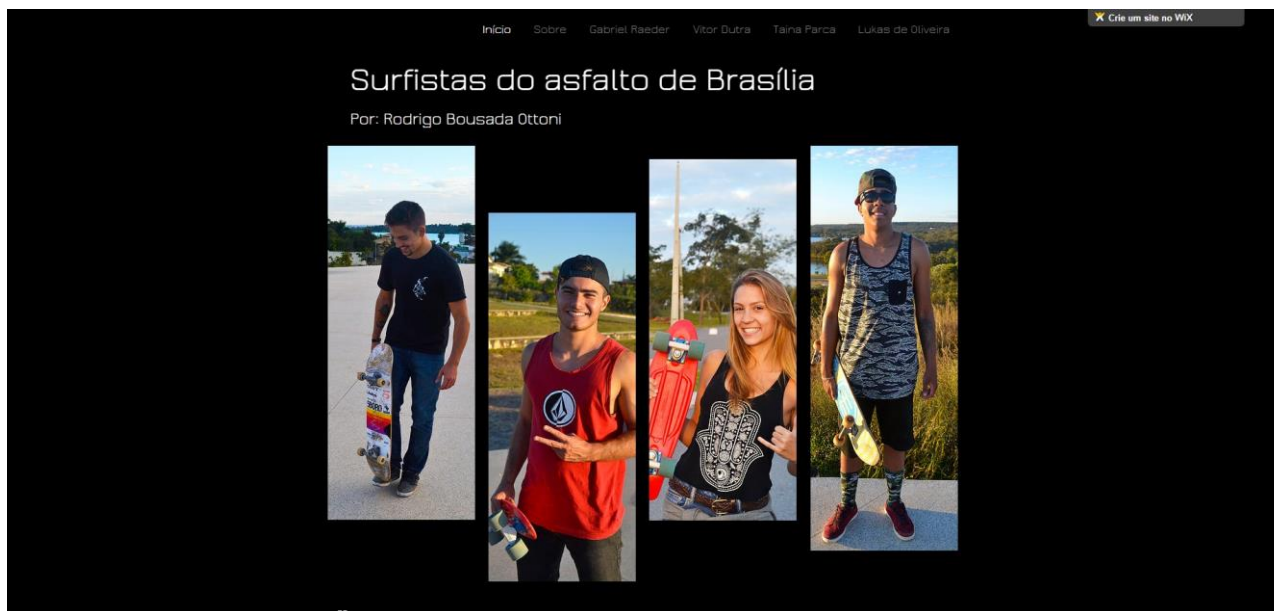 Crie um site no WiX
Início Sobre Gabriel Raeder Vitor Dutra Taina Parca Lukas de Oliveira
Surfistas do asfalto de Brasília
Por: Rodrigo Bousada Ottoni